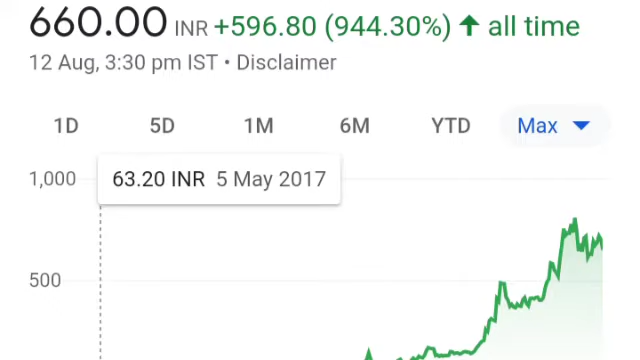 660.00 INR +596.80 (944.30%) ↑ all time
12 Aug, 3:30 pm IST • Disclaimer
1D 5D 1M 6M YTD Max
1,000
63.20 INR 5 May 2017
500